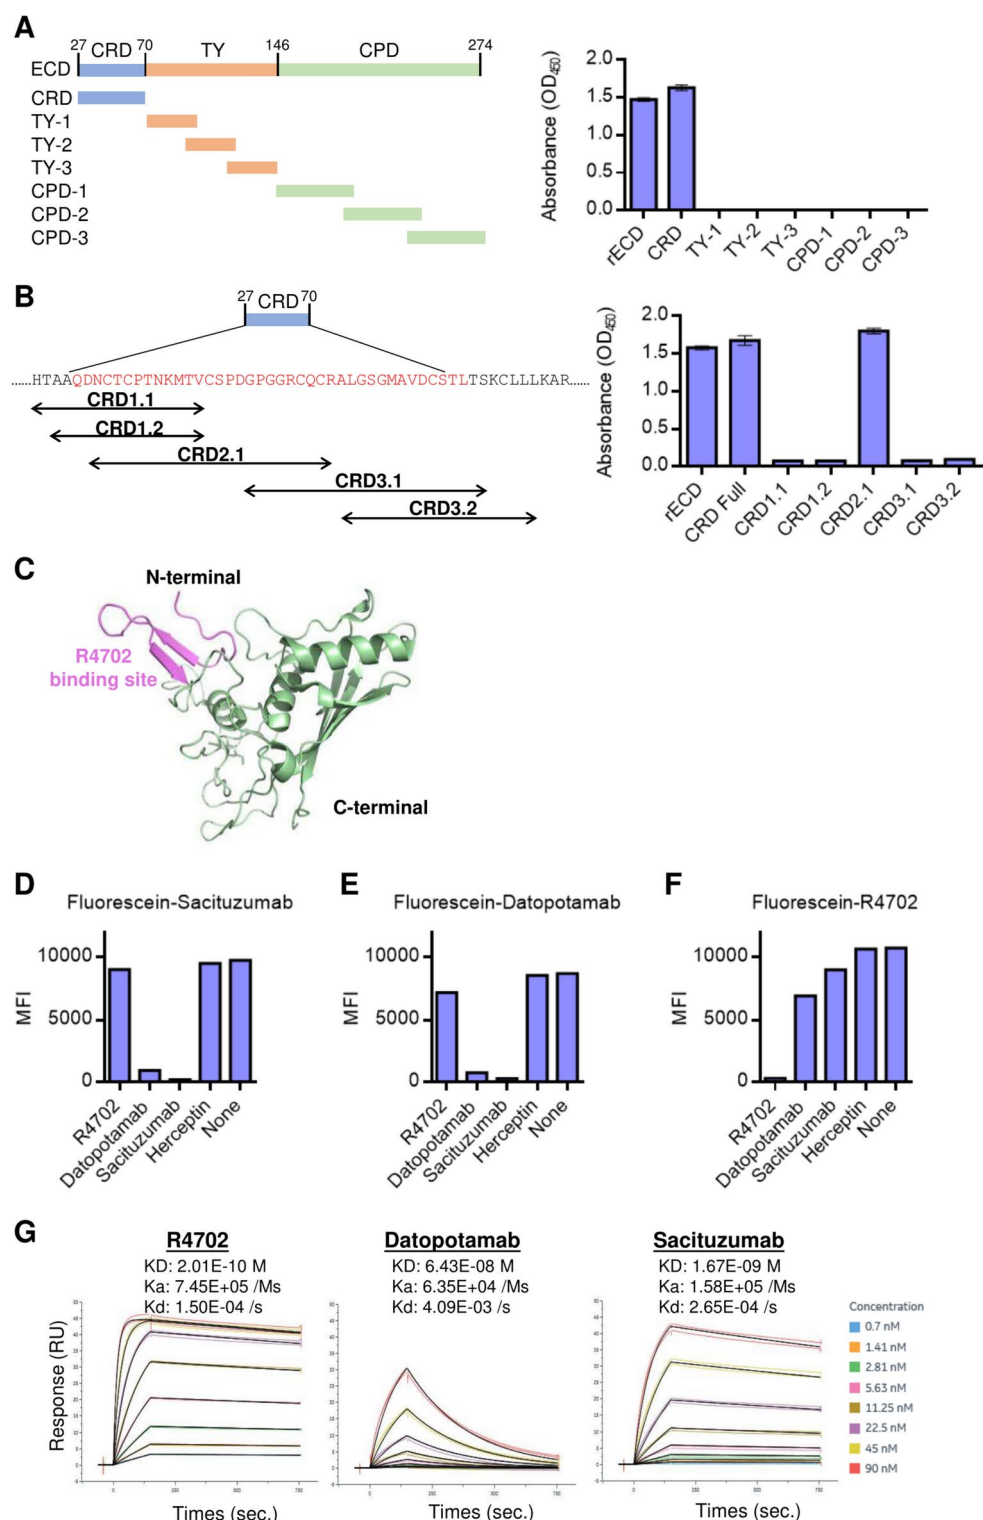 A
27 CRD 70 TY 146 CPD 274
ECD
CRD
TY-1
TY-2
TY-3
CPD-1
CPD-2
CPD-3
Absorbance (OD450)
2.0
1.5
1.0
0.5
0.0
rECD CRD TY-1 TY-2 TY-3 CPD-1 CPD-2 CPD-3
B
27 CRD 70
......HTAAQDNCTCPTNKMTVCSPDGPGGRCQCRALGSGMAVDCSTLTSKCLLLKAR......
CRD1.1
CRD1.2
CRD2.1
CRD3.1
CRD3.2
Absorbance (OD450)
2.0
1.5
1.0
0.5
0.0
rECD CRD Full CRD1.1 CRD1.2 CRD2.1 CRD3.1 CRD3.2
C
N-terminal
R4702
binding site
C-terminal
D
Fluorescein-Sacituzumab
MFI
10000
5000
0
R4702 Datopotamab Sacituzumab Herceptin None
E
Fluorescein-Datopotamab
MFI
10000
5000
0
R4702 Datopotamab Sacituzumab Herceptin None
F
Fluorescein-R4702
MFI
10000
5000
0
R4702 Datopotamab Sacituzumab Herceptin None
G
R4702
KD: 2.01E-10 M
Ka: 7.45E+05 /Ms
Kd: 1.50E-04 /s
Response (RU)
Times (sec.)
Datopotamab
KD: 6.43E-08 M
Ka: 6.35E+04 /Ms
Kd: 4.09E-03 /s
Times (sec.)
Sacituzumab
KD: 1.67E-09 M
Ka: 1.58E+05 /Ms
Kd: 2.65E-04 /s
Times (sec.)
Concentration
0.7 nM
1.41 nM
2.81 nM
5.63 nM
11.25 nM
22.5 nM
45 nM
90 nM